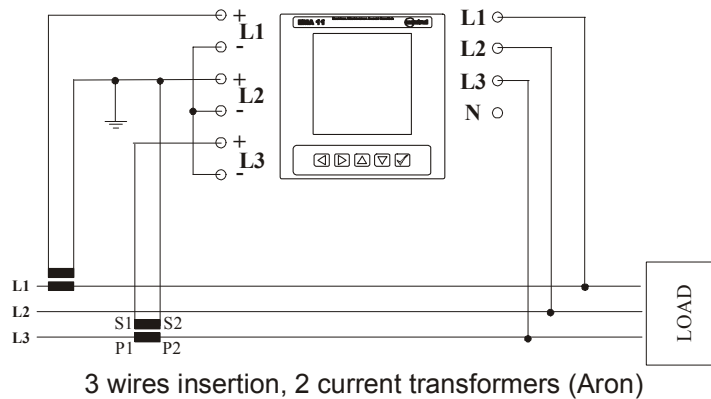 +
L1
-
+
L2
-
+
L3
-
L1
L2
L3
N
L1
L2
L3
S1 S2
P1 P2
LOAD
3 wires insertion, 2 current transformers (Aron)